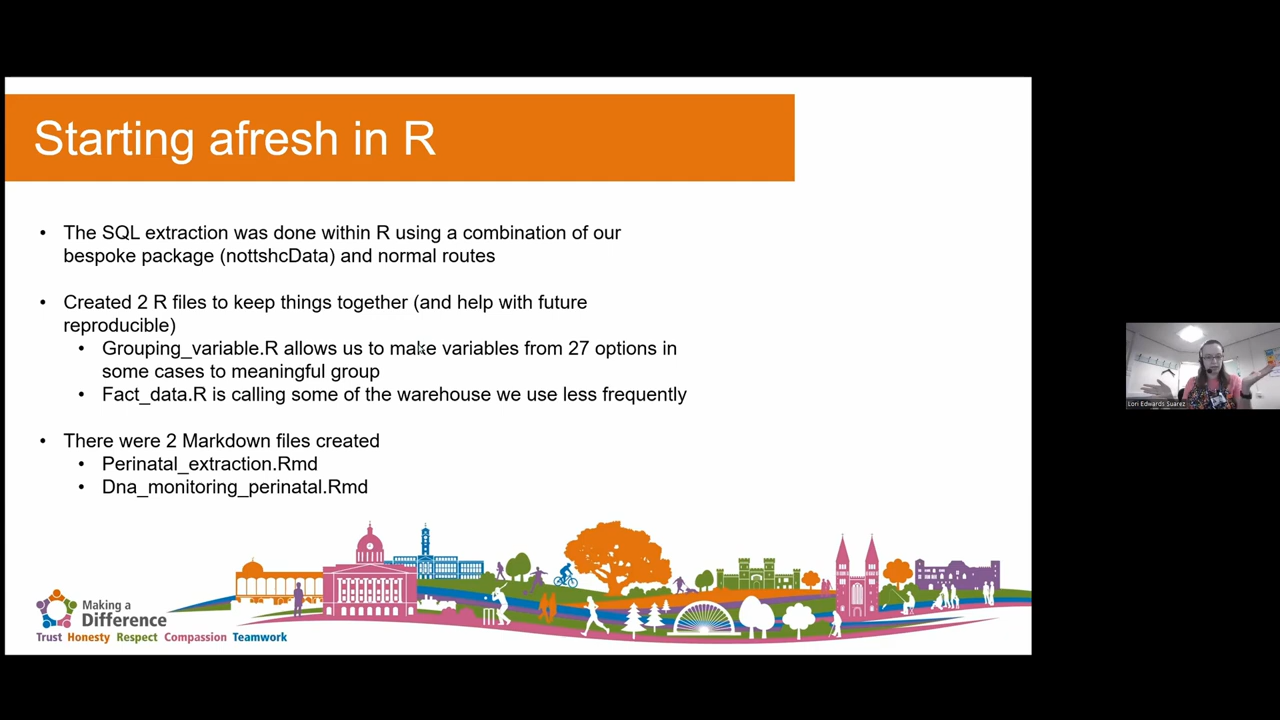 Starting afresh in R
• The SQL extraction was done within R using a combination of our
bespoke package (nottshcData) and normal routes
• Created 2 R files to keep things together (and help with future
reproducible)
• Grouping_variable.R allows us to make variables from 27 options in
some cases to meaningful group
• Fact_data.R is calling some of the warehouse we use less frequently
• There were 2 Markdown files created
• Perinatal_extraction.Rmd
• Dna_monitoring_perinatal.Rmd
Making a
Difference
Trust Honesty Respect Compassion Teamwork
Lori Edwards Suarez